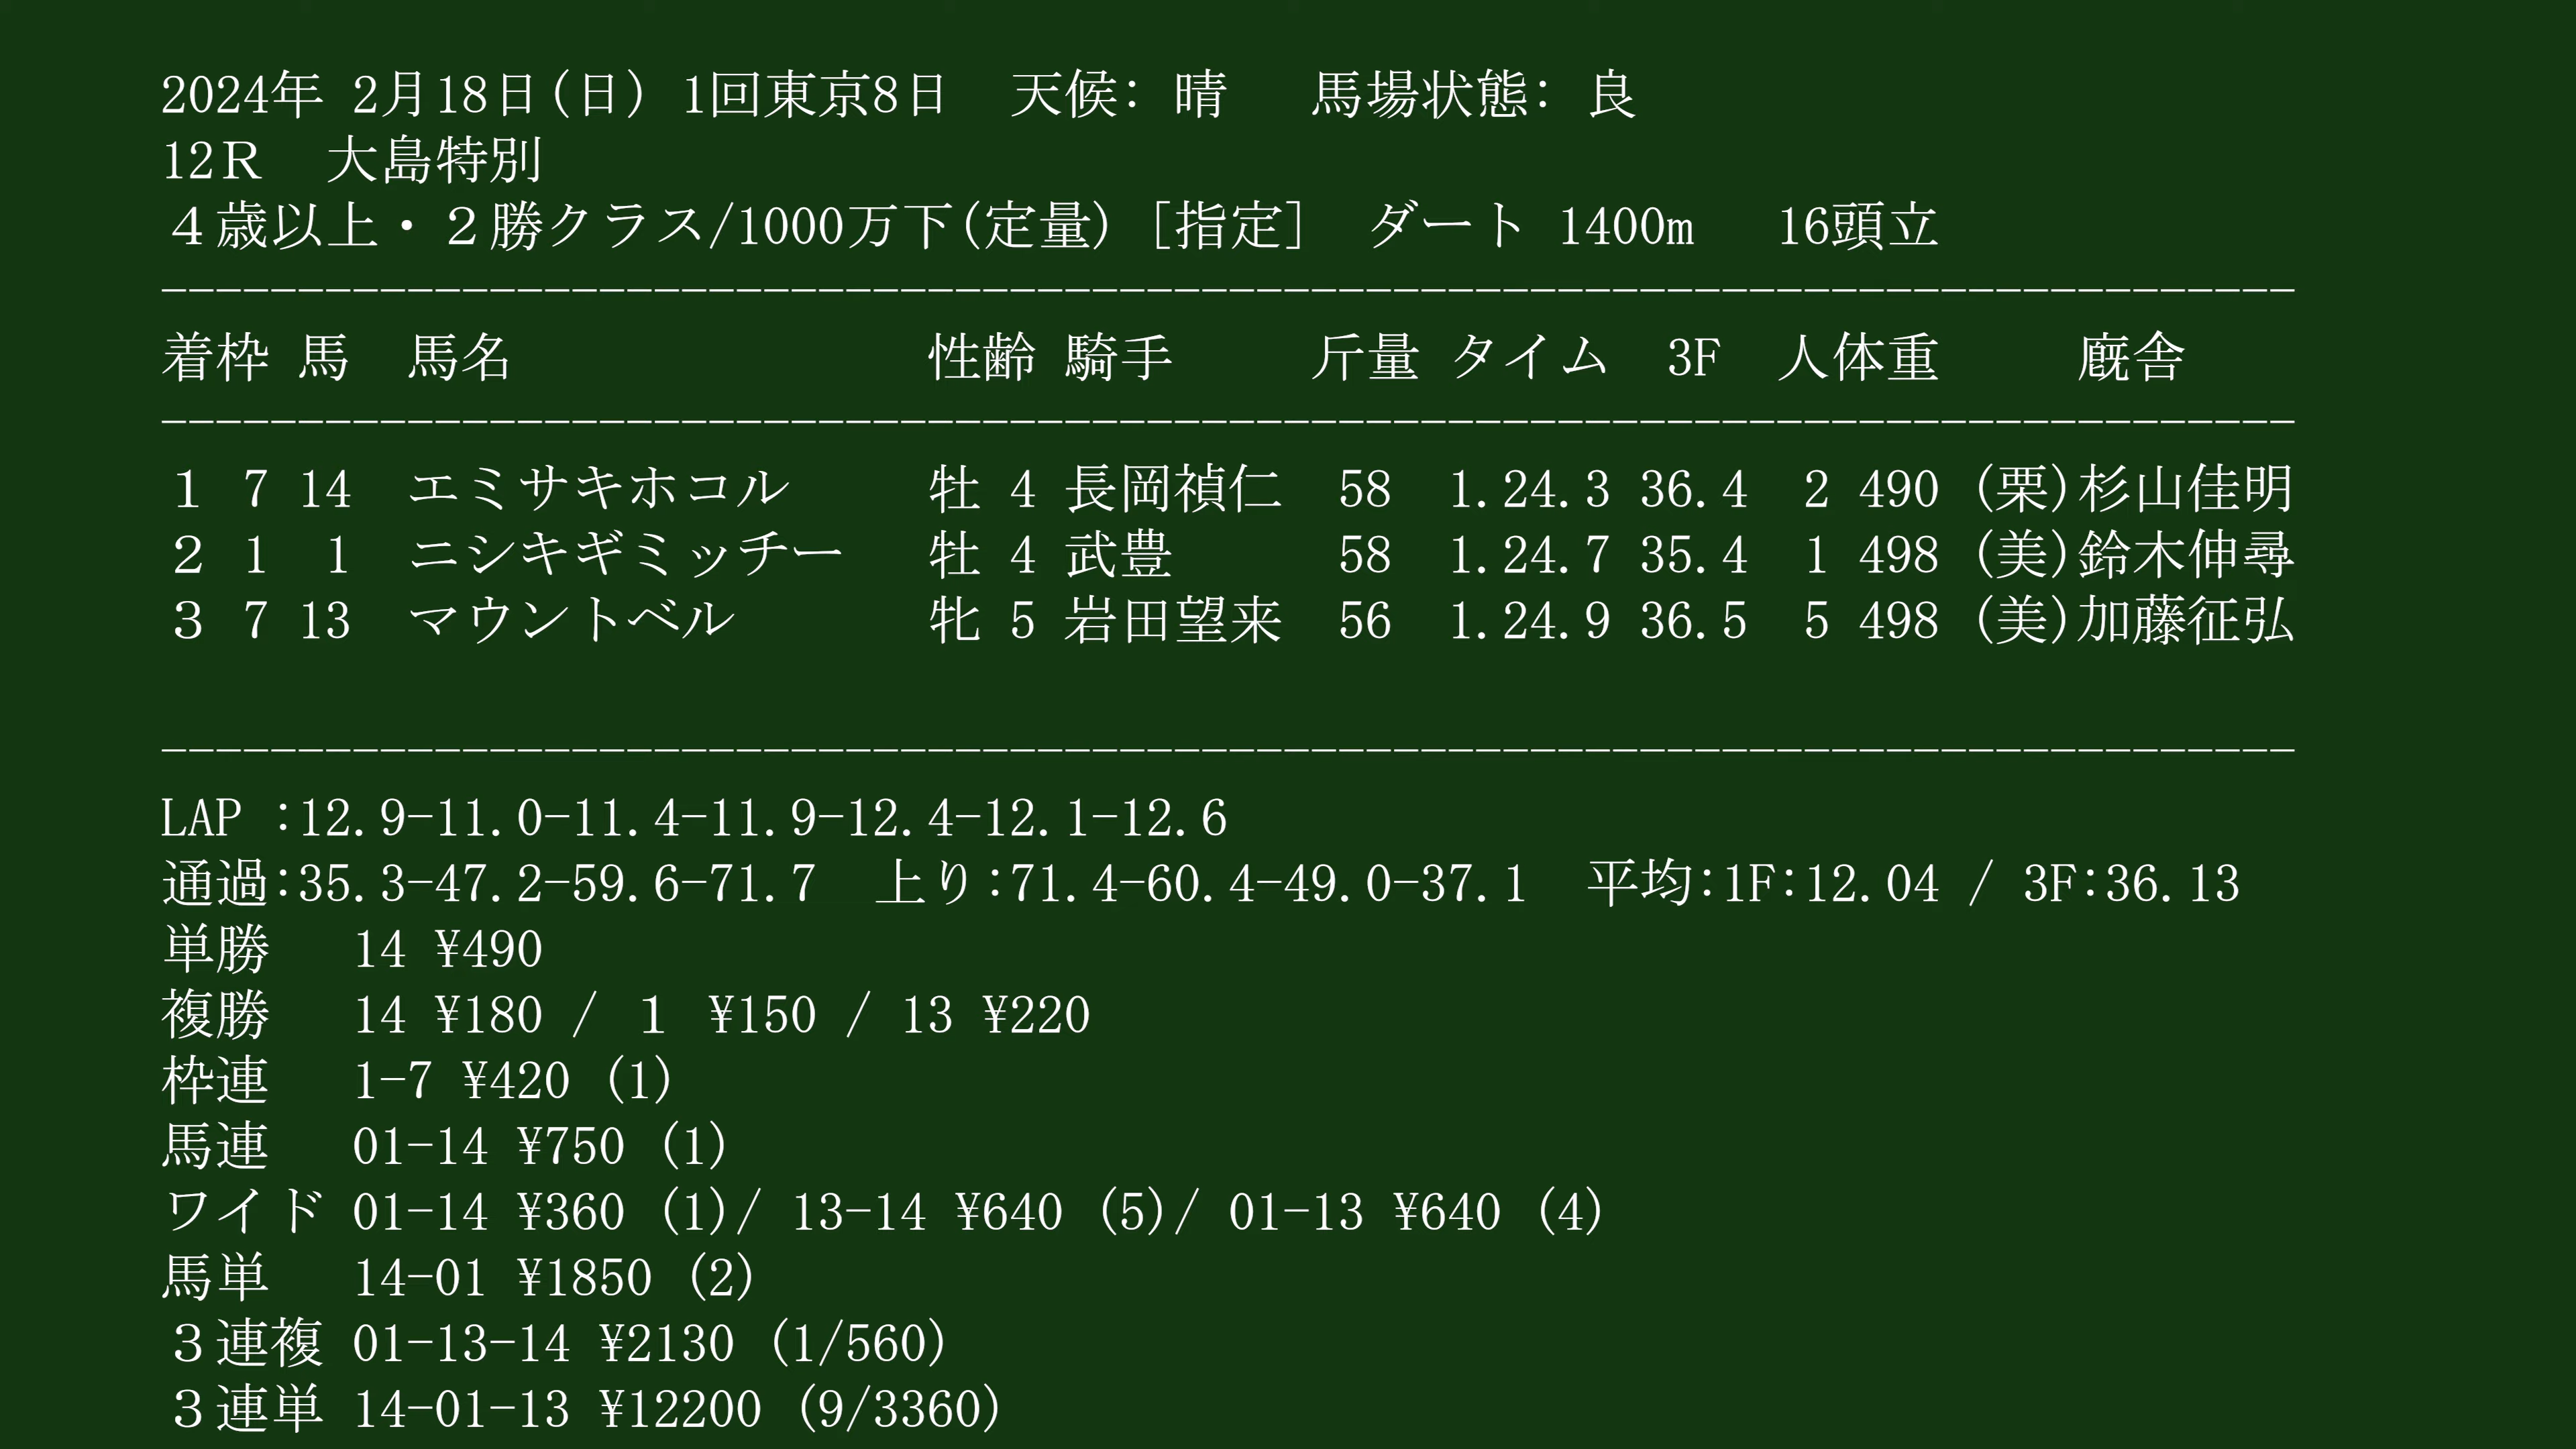 2024年 2月18日(日) 1回東京8日　天候: 晴　 馬場状態: 良
12Ｒ　大島特別
４歳以上・２勝クラス/1000万下(定量) [指定]　ダート 1400m　 16頭立
------------------------------------------------------------------------------
着枠 馬　馬名　　　　　　　　性齢 騎手　　 斤量 タイム　3F　人体重　　 厩舎
------------------------------------------------------------------------------
１ 7 14　エミサキホコル　　 牡 4 長岡禎仁　58　1.24.3 36.4　2 490 (栗)杉山佳明
２ 1　1　ニシキギミッチー　 牡 4 武豊　　　58　1.24.7 35.4　1 498 (美)鈴木伸尋
３ 7 13　マウントベル　　　 牝 5 岩田望来　56　1.24.9 36.5　5 498 (美)加藤征弘
------------------------------------------------------------------------------
LAP :12.9-11.0-11.4-11.9-12.4-12.1-12.6
通過:35.3-47.2-59.6-71.7　上り:71.4-60.4-49.0-37.1　平均:1F:12.04 / 3F:36.13
単勝　 14 ¥490
複勝　 14 ¥180 / １ ¥150 / 13 ¥220
枠連　 1-7 ¥420 (1)
馬連　 01-14 ¥750 (1)
ワイド 01-14 ¥360 (1)/ 13-14 ¥640 (5)/ 01-13 ¥640 (4)
馬単　 14-01 ¥1850 (2)
３連複 01-13-14 ¥2130 (1/560)
３連単 14-01-13 ¥12200 (9/3360)